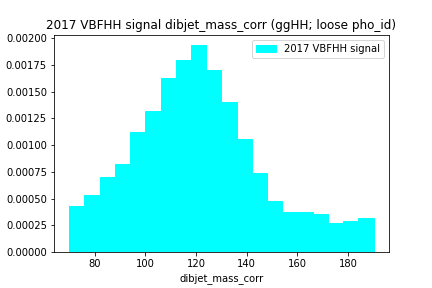 2017 VBFHH signal dibjet_mass_corr (ggHH; loose pho_id)
2017 VBFHH signal
0.00200
0.00175
0.00150
0.00125
0.00100
0.00075
0.00050
0.00025
0.00000
80 100 120 140 160 180
dibjet_mass_corr